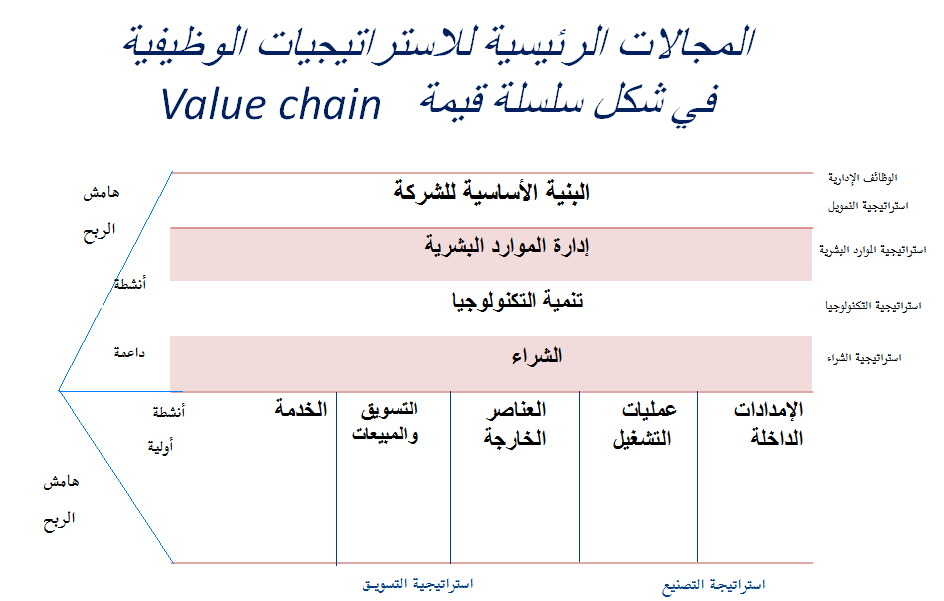 المجالات الرئيسية للاستراتيجيات الوظيفية
في شكل سلسلة قيمة Value chain
الوظائف الإدارية
استراتيجية التمويل
البنية الأساسية للشركة
هامش
الربح
استراتيجية الموارد البشرية
إدارة الموارد البشرية
أنشطة
استراتيجية التكنولوجيا
تنمية التكنولوجيا
استراتيجية الشراء
الشراء
داعمة
الإمدادات
الداخلة
عمليات
التشغيل
العناصر
الخارجة
التسويق
والمبيعات
الخدمة
أنشطة
أولية
هامش
الربح
استراتيجة التصنيع
استراتيجية التسويـق